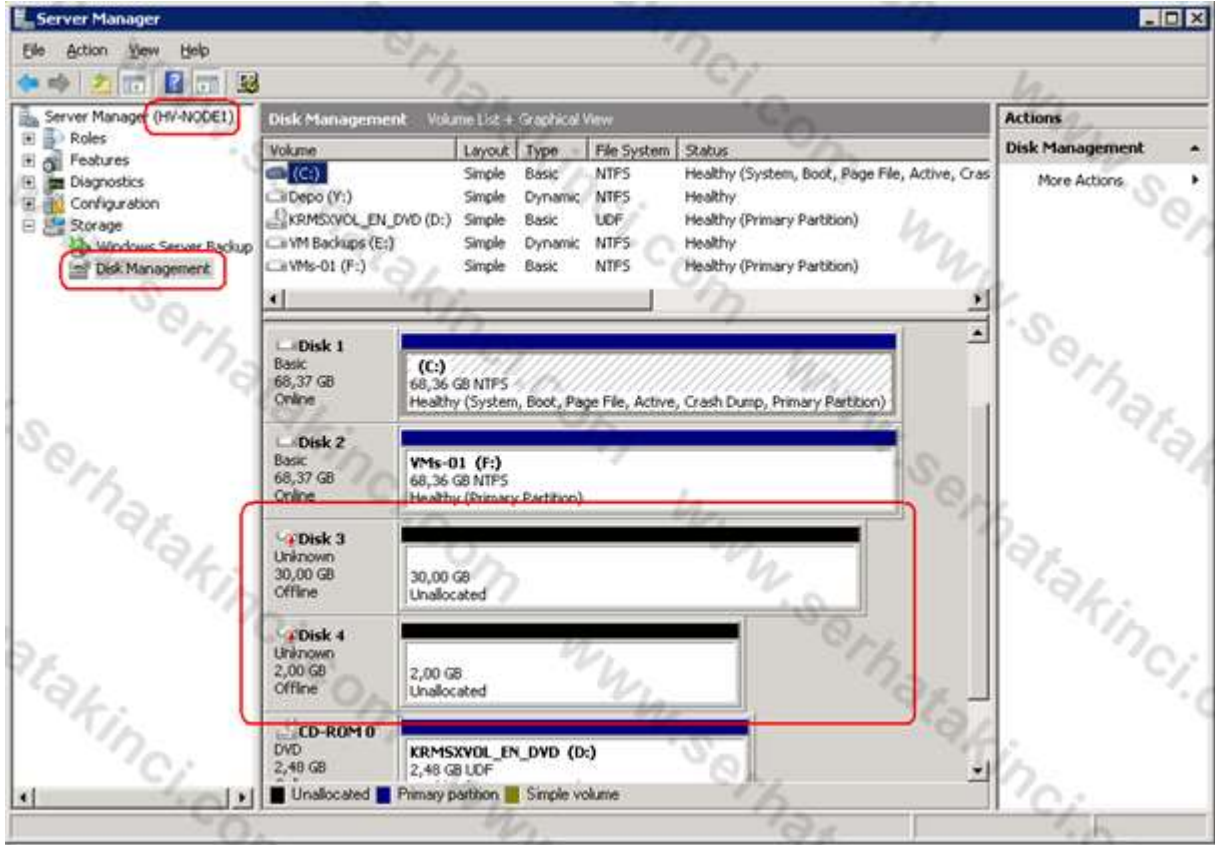 Server Manager
File Action View Help
Server Manager (HV-NODE1)
Roles
Features
Diagnostics
Configuration
Storage
Windows Server Backup
Disk Management
Disk Management Volume List + Graphical View
Volume Layout Type File System Status
(C:) Simple Basic NTFS Healthy (System, Boot, Page File, Active, Cras
Depo (Y:) Simple Dynamic NTFS Healthy
KRMSXVOL_EN_DVD (D:) Simple Basic UDF Healthy (Primary Partition)
VM Backups (E:) Simple Dynamic NTFS Healthy
VMs-01 (F:) Simple Basic NTFS Healthy (Primary Partition)
Disk 1
Basic
68,37 GB
Online
(C:)
68,36 GB NTFS
Healthy (System, Boot, Page File, Active, Crash Dump, Primary Partition)
Disk 2
Basic
68,37 GB
Online
VMs-01 (F:)
68,36 GB NTFS
Healthy (Primary Partition)
Disk 3
Unknown
30,00 GB
Offline
30,00 GB
Unallocated
Disk 4
Unknown
2,00 GB
Offline
2,00 GB
Unallocated
CD-ROM 0
DVD
2,48 GB
KRMSXVOL_EN_DVD (D:)
2,48 GB UDF
Unallocated Primary partition Simple volume
Actions
Disk Management
More Actions
www.serhatakinci.com